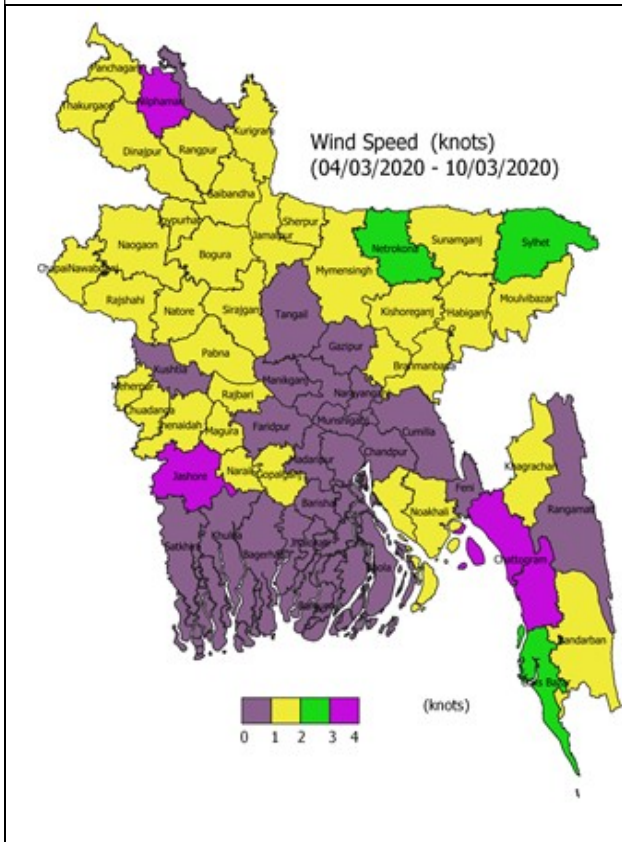 Panchagarh
Nilphamari
Thakurgaon
Dinajpur
Rangpur
Kurigram
Wind Speed (knots)
(04/03/2020 - 10/03/2020)
Gaibandha
Joypurhat
Sherpur
Jamalpur
Netrokona
Sunamganj
Sylhet
Naogaon
Bogura
Mymensingh
ChapaiNawabganj
Rajshahi
Natore
Sirajganj
Tangail
Kishoreganj
Habiganj
Moulvibazar
Pabna
Gazipur
Kushtia
Manikganj
Brahmanbaria
Meherpur
Rajbari
Narayanganj
Chuadanga
Jhenaidah
Magura
Faridpur
Munshiganj
Cumilla
Khagrachari
Jashore
Narail
Gopalganj
Madaripur
Chandpur
Feni
Rangamati
Barishal
Noakhali
Satkhira
Khulna
Bagerhat
Bhola
Chattogram
Bandarban
Cox's Bazar
(knots)
0 1 2 3 4